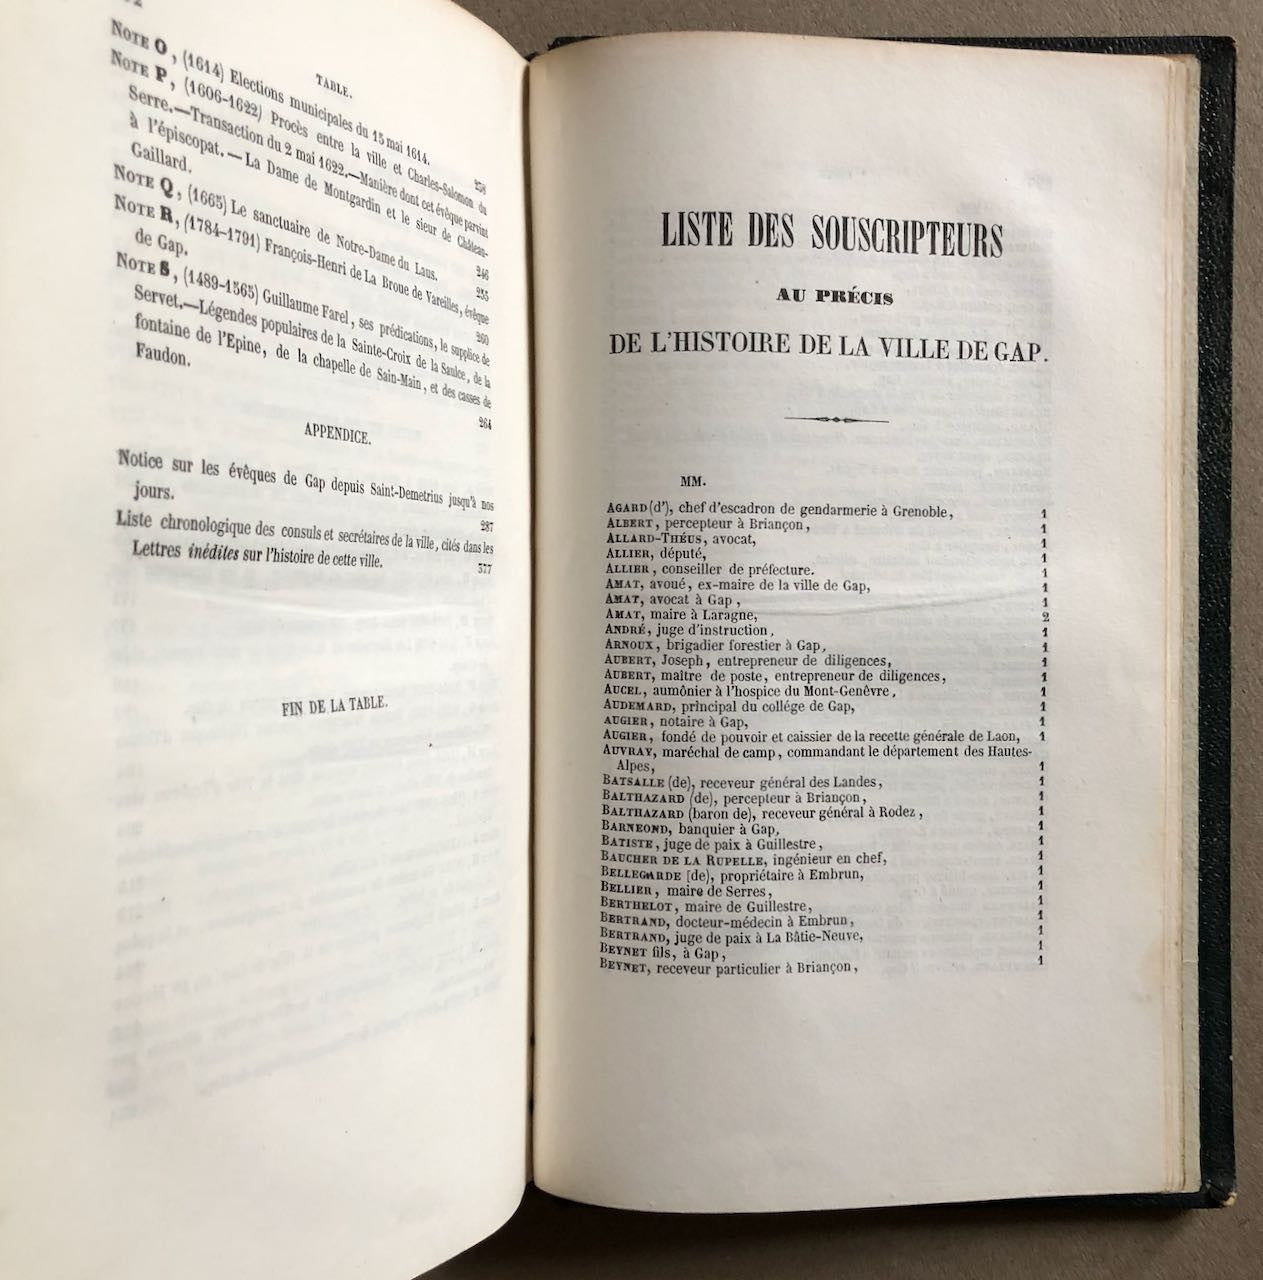 TABLE.
NOTE O, (1614) Elections municipales du 15 mai 1614. 238
NOTE P, (1606-1622) Procès entre la ville et Charles-Salomon du
Serre.—Transaction du 2 mai 1622.—Manière dont cet évêque parvint
à l'épiscopat.—La Dame de Montgardin et le sieur de Château-
Gaillard. 246
NOTE Q, (1665) Le sanctuaire de Notre-Dame du Laus. 255
NOTE R, (1784-1791) François-Henri de La Broue de Vareilles, évêque
de Gap. 260
NOTE S, (1489-1565) Guillaume Farel, ses prédications, le supplice de
Servet.—Légendes populaires de la Sainte-Croix de la Saulce, de la
fontaine de l'Epine, de la chapelle de Sain-Main, et des casses de
Faudon. 264
APPENDICE.
Notice sur les évêques de Gap depuis Saint-Demetrius jusqu'à nos
jours. 287
Liste chronologique des consuls et secrétaires de la ville, cités dans les
Lettres inédites sur l'histoire de cette ville. 377
FIN DE LA TABLE.
LISTE DES SOUSCRIPTEURS
AU PRÉCIS
DE L'HISTOIRE DE LA VILLE DE GAP.
MM.
AGARD (d'), chef d'escadron de gendarmerie à Grenoble, 1
ALBERT, percepteur à Briançon, 1
ALLARD-THÉUS, avocat, 1
ALLIER, député, 1
ALLIER, conseiller de préfecture. 1
AMAT, avoué, ex-maire de la ville de Gap, 1
AMAT, avocat à Gap, 1
AMAT, maire à Laragne, 2
ANDRÉ, juge d'instruction, 1
ARNOUX, brigadier forestier à Gap, 1
AUBERT, Joseph, entrepreneur de diligences, 1
AUBERT, maître de poste, entrepreneur de diligences, 1
AUCEL, aumônier à l'hospice du Mont-Genêvre, 1
AUDEMARD, principal du collége de Gap, 1
AUGIER, notaire à Gap, 1
AUGIER, fondé de pouvoir et caissier de la recette générale de Laon, 1
AUVRAY, maréchal de camp, commandant le département des Hautes-
Alpes, 1
BATSALLE (de), receveur général des Landes, 1
BALTHAZARD (de), percepteur à Briançon, 1
BALTHAZARD (baron de), receveur général à Rodez, 1
BARNEOND, banquier à Gap, 1
BATISTE, juge de paix à Guillestre, 1
BAUCHER DE LA RUPELLE, ingénieur en chef, 1
BELLEGARDE [de), propriétaire à Embrun, 1
BELLIER, maire de Serres, 1
BERTHELOT, maire de Guillestre, 1
BERTRAND, docteur-médecin à Embrun, 1
BERTRAND, juge de paix à La Bâtie-Neuve, 1
BEYNET fils, à Gap, 1
BEYNET, receveur particulier à Briançon, 1